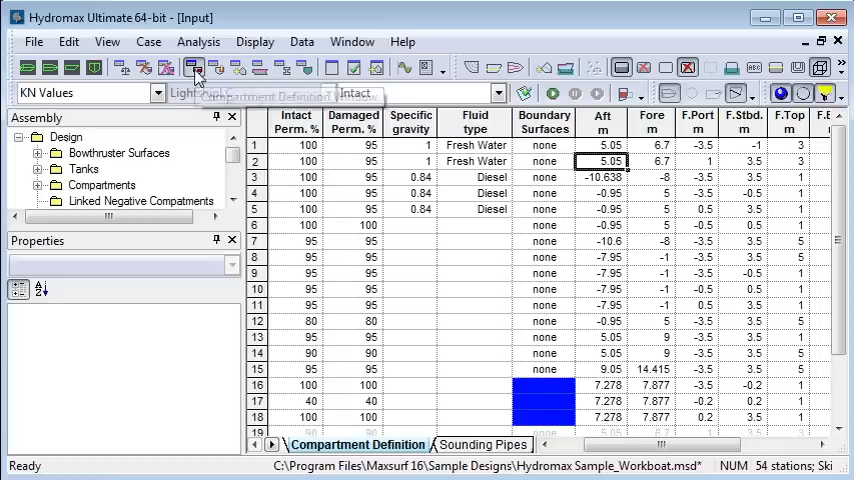 Hydromax Ultimate 64-bit - [Input]
File Edit View Case Analysis Display Data Window Help
KN Values Lightship C Intact
Compartment Definition Window
Assembly
Design
Bowthruster Surfaces
Tanks
Compartments
Linked Negative Compatments
Properties
Intact Perm. % Damaged Perm. % Specific gravity Fluid type Boundary Surfaces Aft m Fore m F.Port m F.Stbd. m F.Top m
1 100 95 1 Fresh Water none 5.05 6.7 -3.5 -1 3
2 100 95 1 Fresh Water none 5.05 6.7 1 3.5 3
3 100 95 0.84 Diesel none -10.638 -8 -3.5 3.5 1
4 100 95 0.84 Diesel none -0.95 5 -3.5 -0.5 1
5 100 95 0.84 Diesel none -0.95 5 0.5 3.5 1
6 100 100 none -0.95 5 -0.5 0.5 1
7 95 95 none -10.6 -8 -3.5 3.5 5
8 95 95 none -7.95 -1 -3.5 3.5 5
9 95 95 none -7.95 -1 -3.5 -0.5 1
10 95 95 none -7.95 -1 -0.5 0.5 1
11 95 95 none -7.95 -1 0.5 3.5 1
12 80 80 none -0.95 5 -3.5 3.5 5
13 95 95 none 5.05 9 -3.5 3.5 1
14 90 90 none 5.05 9 -3.5 3.5 5
15 95 95 none 9.05 14.415 -3.5 3.5 5
16 100 100 7.278 7.877 -3.5 -0.2 1
17 40 40 7.278 7.877 -0.2 0.2 1
18 100 100 7.278 7.877 0.2 3.5 1
19
Compartment Definition Sounding Pipes
Ready C:\Program Files\Maxsurf 16\Sample Designs\Hydromax Sample_Workboat.msd* NUM 54 stations; Ski